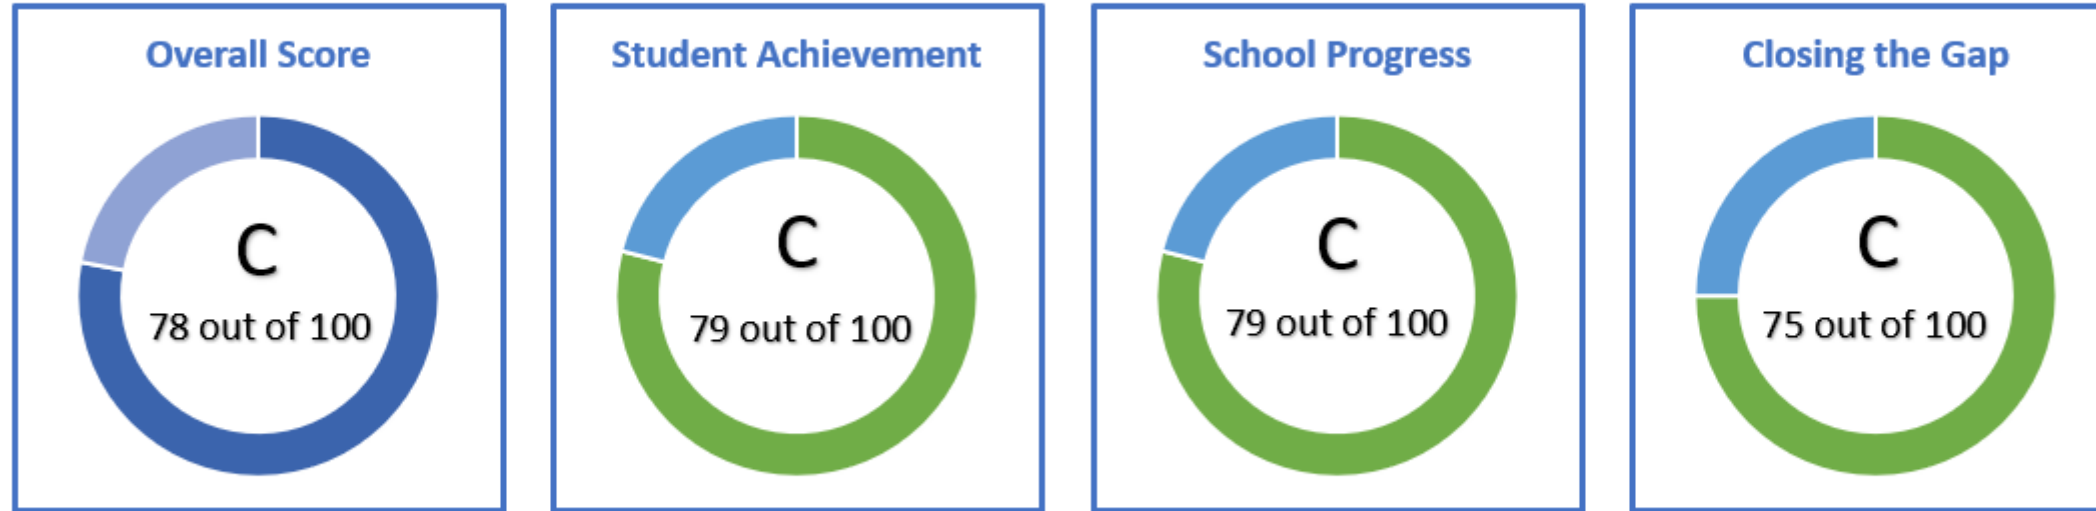 Overall Score
C
78 out of 100
Student Achievement
C
79 out of 100
School Progress
C
79 out of 100
Closing the Gap
C
75 out of 100